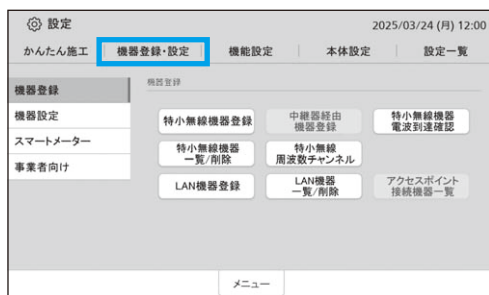 設定 2025/03/24 (月) 12:00
かんたん施工 機器登録・設定 機能設定 本体設定 設定一覧
機器登録
機器設定
スマートメーター
事業者向け
機器登録
特小無線機器登録
中継器経由
機器登録
特小無線機器
電波到達確認
特小無線機器
一覧/削除
特小無線
周波数チャンネル
LAN機器登録
LAN機器
一覧/削除
アクセスポイント
接続機器一覧
メニュー